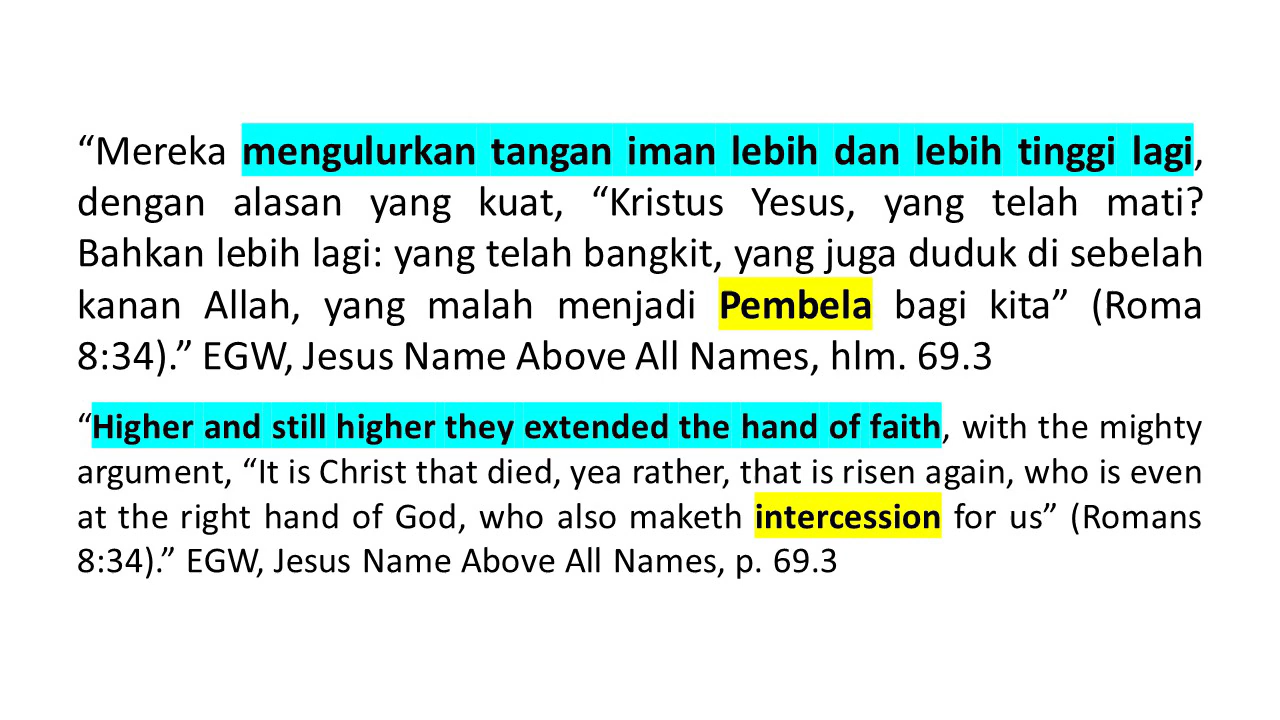 “Mereka mengulurkan tangan iman lebih dan lebih tinggi lagi,
dengan alasan yang kuat, “Kristus Yesus, yang telah mati?
Bahkan lebih lagi: yang telah bangkit, yang juga duduk di sebelah
kanan Allah, yang malah menjadi Pembela bagi kita” (Roma
8:34).” EGW, Jesus Name Above All Names, hlm. 69.3
“Higher and still higher they extended the hand of faith, with the mighty
argument, “It is Christ that died, yea rather, that is risen again, who is even
at the right hand of God, who also maketh intercession for us” (Romans
8:34).” EGW, Jesus Name Above All Names, p. 69.3